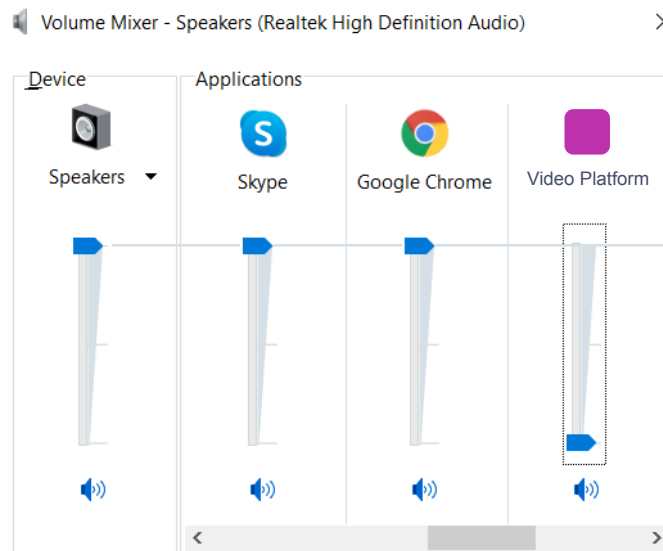 Volume Mixer - Speakers (Realtek High Definition Audio)
Device
Applications
S
Speakers
Skype
Google Chrome
Video Platform